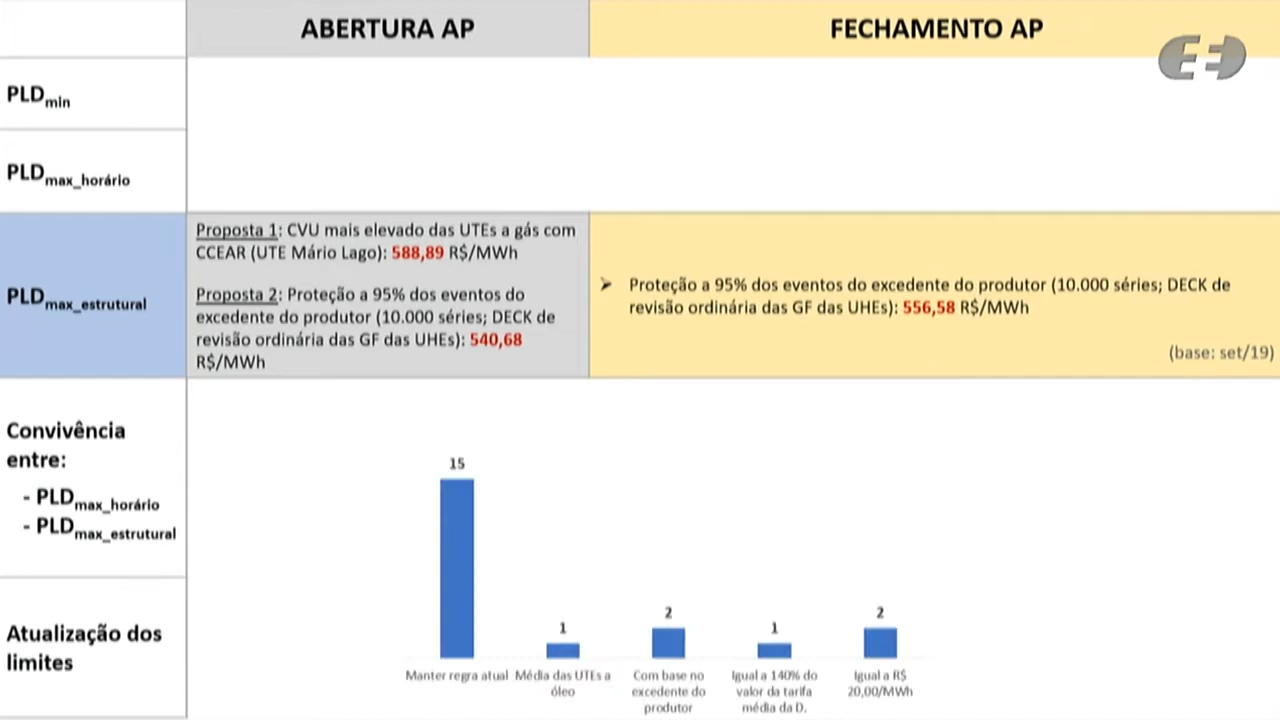 ABERTURA AP
FECHAMENTO AP
PLDmin
PLDmax_horário
PLDmax_estrutural
Proposta 1: CVU mais elevado das UTEs a gás com
CCEAR (UTE Mário Lago): 588,89 R$/MWh
Proposta 2: Proteção a 95% dos eventos do
excedente do produtor (10.000 séries; DECK de
revisão ordinária das GF das UHEs): 540,68
R$/MWh
➤ Proteção a 95% dos eventos do excedente do produtor (10.000 séries; DECK de
revisão ordinária das GF das UHEs): 556,58 R$/MWh
(base: set/19)
Convivência
entre:
- PLDmax_horário
- PLDmax_estrutural
Atualização dos
limites
15
1
2
1
2
Manter regra atual
Média das UTEs a
óleo
Com base no
excedente do
produtor
Igual a 140% do
valor da tarifa
média da D.
Igual a R$
20,00/MWh